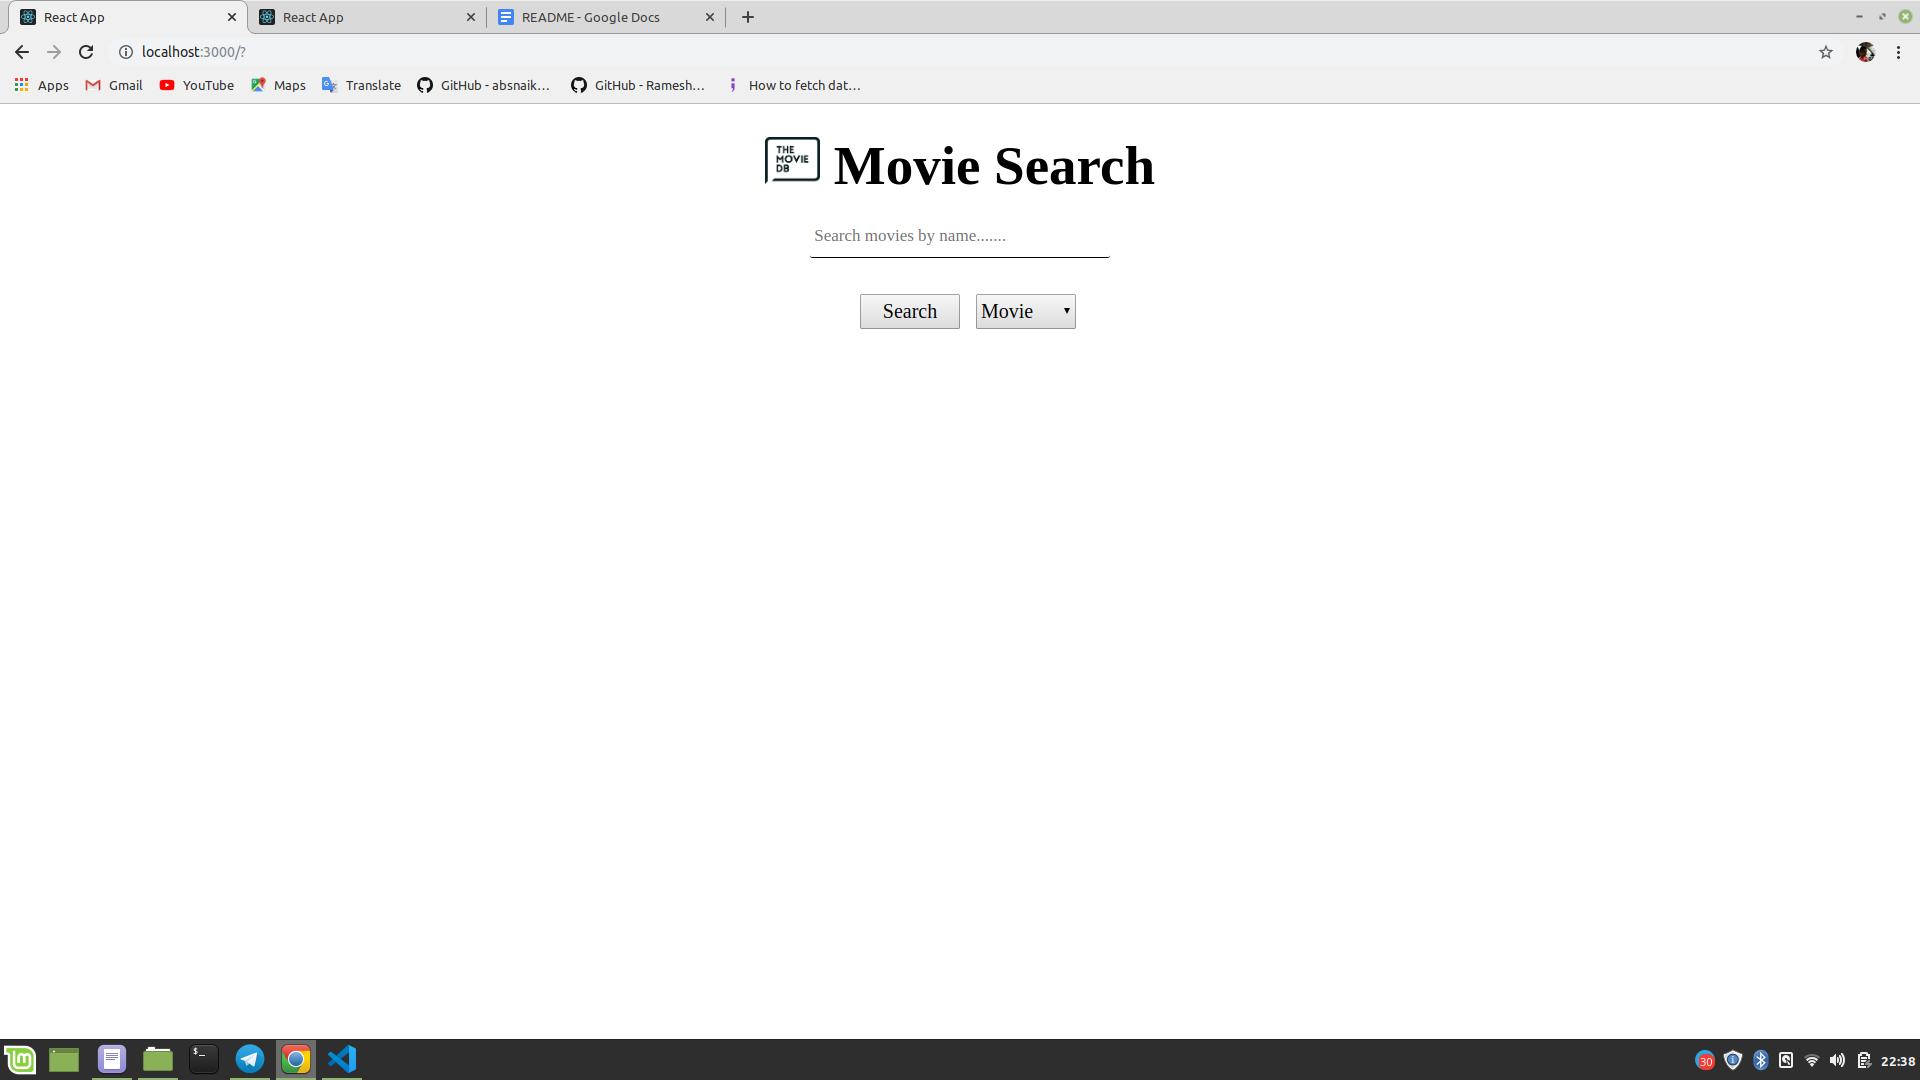 React App
React App
README - Google Docs
localhost:3000/?
Apps
Gmail
YouTube
Maps
Translate
GitHub - absnaik...
GitHub - Ramesh...
How to fetch dat...
THE
MOVIE
DB
Movie Search
Search movies by name.......
Search
Movie
$_
30
22:38